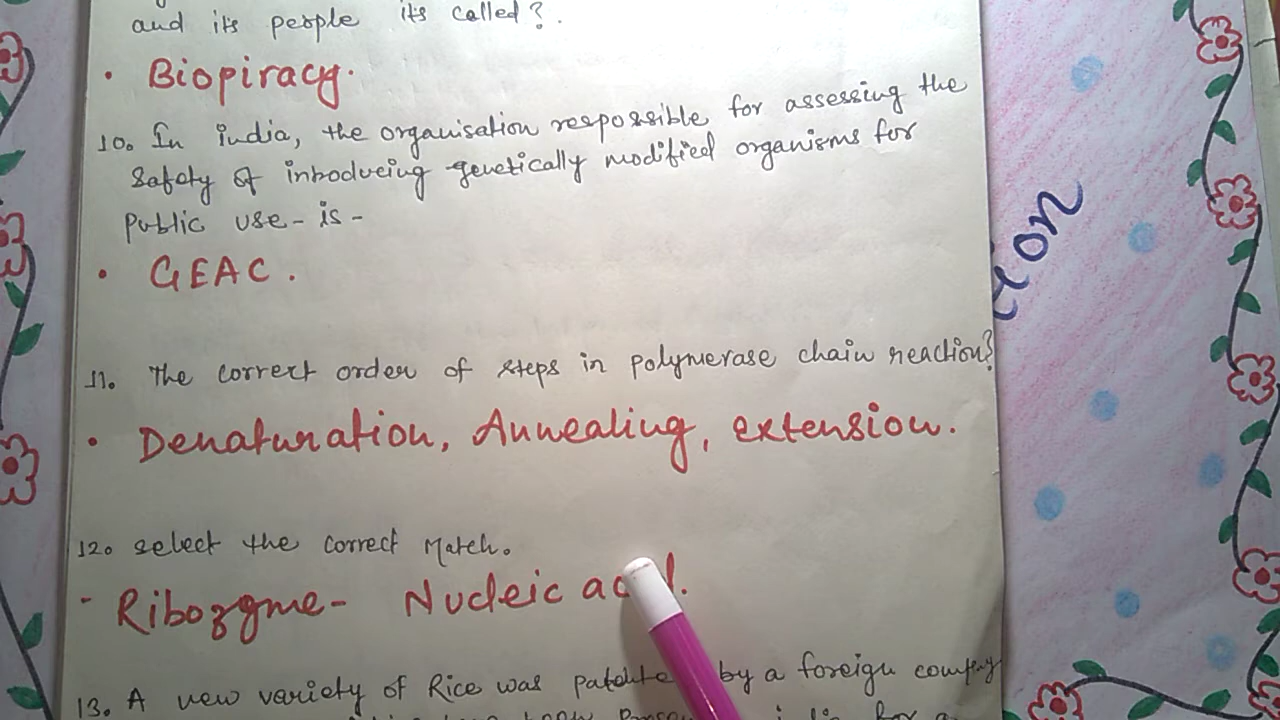 and its people its called?.
• Biopiracy.
10. In india, the organisation responsible for assessing the
Safety of introducing genetically modified organisms for
public use - is -
• GEAC.
11. The correct order of steps in polymerase chain reaction?
• Denaturation, Annealing, extension.
12. select the correct Match.
- Ribozyme - Nucleic acid.
13. A new variety of Rice was by a foreign company
tion